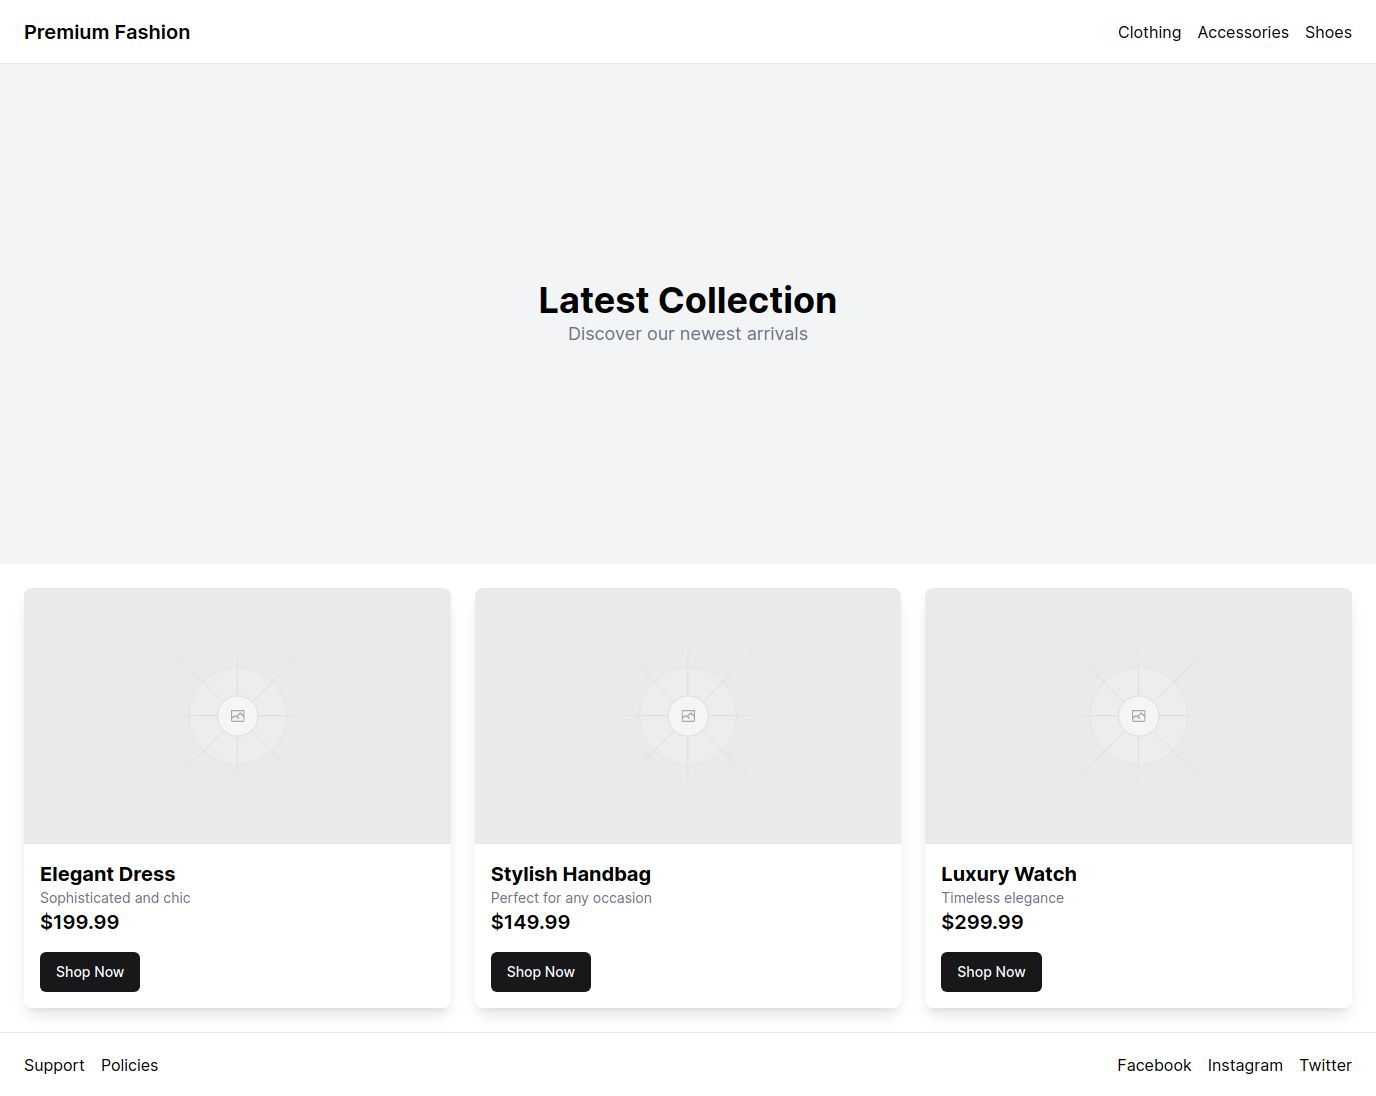 Premium Fashion
Clothing Accessories Shoes
Latest Collection
Discover our newest arrivals
Elegant Dress
Sophisticated and chic
$199.99
Shop Now
Stylish Handbag
Perfect for any occasion
$149.99
Shop Now
Luxury Watch
Timeless elegance
$299.99
Shop Now
Support Policies
Facebook Instagram Twitter